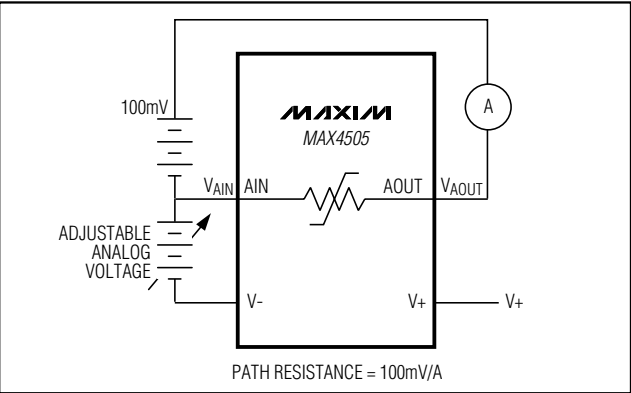 100mV
MAXIM
MAX4505
A
VAIN AIN AOUT VAOUT
ADJUSTABLE
ANALOG
VOLTAGE
V- V+ V+
PATH RESISTANCE = 100mV/A